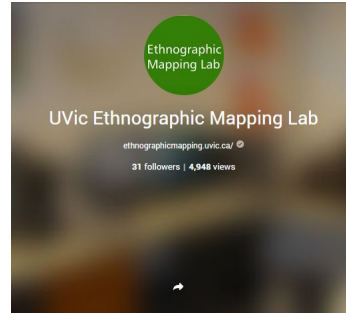 Ethnographic
Mapping Lab
UVic Ethnographic Mapping Lab
ethnographicmapping.uvic.ca/
31 followers | 4,948 views